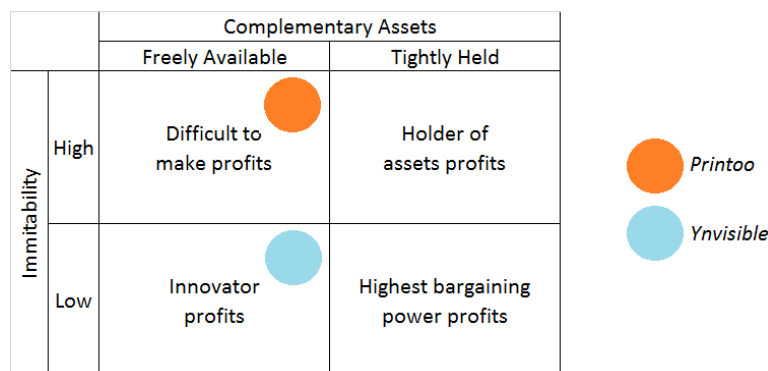 Complementary Assets
Freely Available
Tightly Held
Immitability
High
Difficult to
make profits
Holder of
assets profits
Low
Innovator
profits
Highest bargaining
power profits
Printoo
Ynvisible